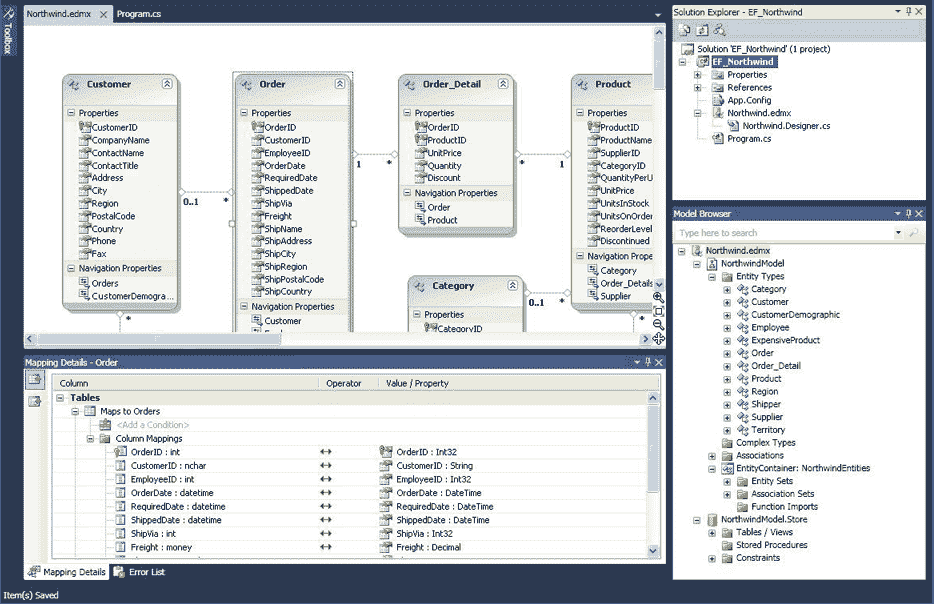 Toolbox
Northwind.edmx
Program.cs
Customer
Properties
CustomerID
CompanyName
ContactName
ContactTitle
Address
City
Region
PostalCode
Country
Phone
Fax
Navigation Properties
Orders
CustomerDemogra...
0..1
*
*
Order
Properties
OrderID
CustomerID
EmployeeID
OrderDate
RequiredDate
ShippedDate
ShipVia
Freight
ShipName
ShipAddress
ShipCity
ShipRegion
ShipPostalCode
ShipCountry
Navigation Properties
Customer
1
*
Order_Detail
Properties
OrderID
ProductID
UnitPrice
Quantity
Discount
Navigation Properties
Order
Product
*
1
Category
Properties
CategoryID
0..1
*
Product
Properties
ProductID
ProductName
SupplierID
CategoryID
QuantityPerU
UnitPrice
UnitsInStock
UnitsOnOrder
ReorderLevel
Discontinued
Navigation
Category
Order_Details
Supplier
*
Mapping Details - Order
Column Operator Value / Property
Tables
Maps to Orders
<Add a Condition>
Column Mappings
OrderID : int OrderID : Int32
CustomerID : nchar CustomerID : String
EmployeeID : int EmployeeID : Int32
OrderDate : datetime OrderDate : DateTime
RequiredDate : datetime RequiredDate : DateTime
ShippedDate : datetime ShippedDate : DateTime
ShipVia : int ShipVia : Int32
Freight : money Freight : Decimal
Mapping Details Error List
Item(s) Saved
Solution Explorer - EF_Northwind
Solution 'EF_Northwind' (1 project)
EF_Northwind
Properties
References
App.Config
Northwind.edmx
Northwind.Designer.cs
Program.cs
Model Browser
Type here to search
Northwind.edmx
NorthwindModel
Entity Types
Category
Customer
CustomerDemographic
Employee
ExpensiveProduct
Order
Order_Detail
Product
Region
Shipper
Supplier
Territory
Complex Types
Associations
EntityContainer: NorthwindEntities
Entity Sets
Association Sets
Function Imports
NorthwindModel.Store
Tables / Views
Stored Procedures
Constraints